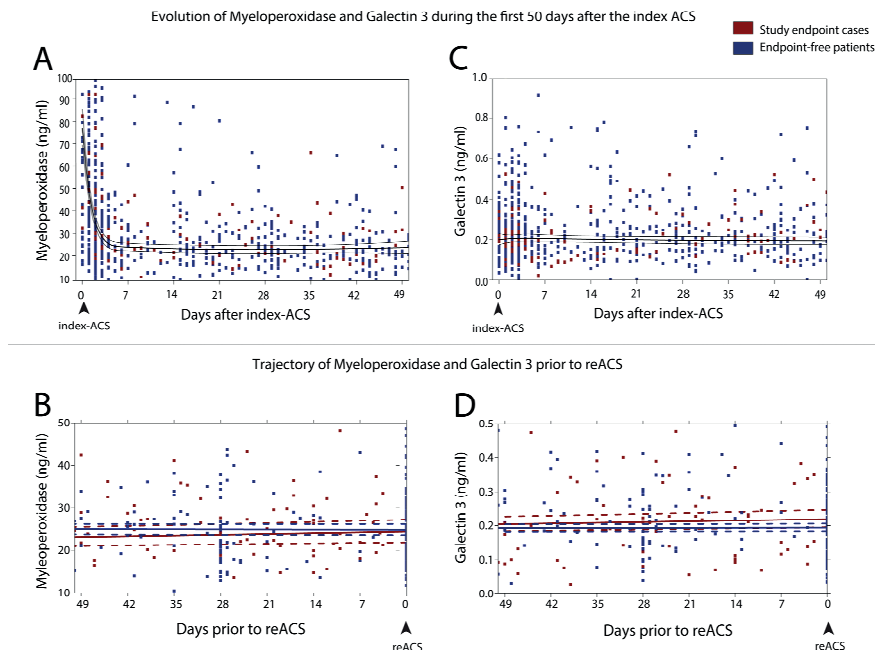 Evolution of Myeloperoxidase and Galectin 3 during the first 50 days after the index ACS
Study endpoint cases
Endpoint-free patients
A
Myeloperoxidase (ng/ml)
100
90
80
70
60
50
40
30
20
10
0 7 14 21 28 35 42 49
index-ACS
Days after index-ACS
C
Galectin 3 (ng/ml)
1.0
0.8
0.6
0.4
0.2
0.0
0 7 14 21 28 35 42 49
index-ACS
Days after index-ACS
Trajectory of Myeloperoxidase and Galectin 3 prior to reACS
B
Myleoperoxidase (ng/ml)
50
40
30
20
10
49 42 35 28 21 14 7 0
Days prior to reACS
reACS
D
Galectin 3 (ng/ml)
0.5
0.4
0.3
0.2
0.1
0.0
49 42 35 28 21 14 7 0
Days prior to reACS
reACS